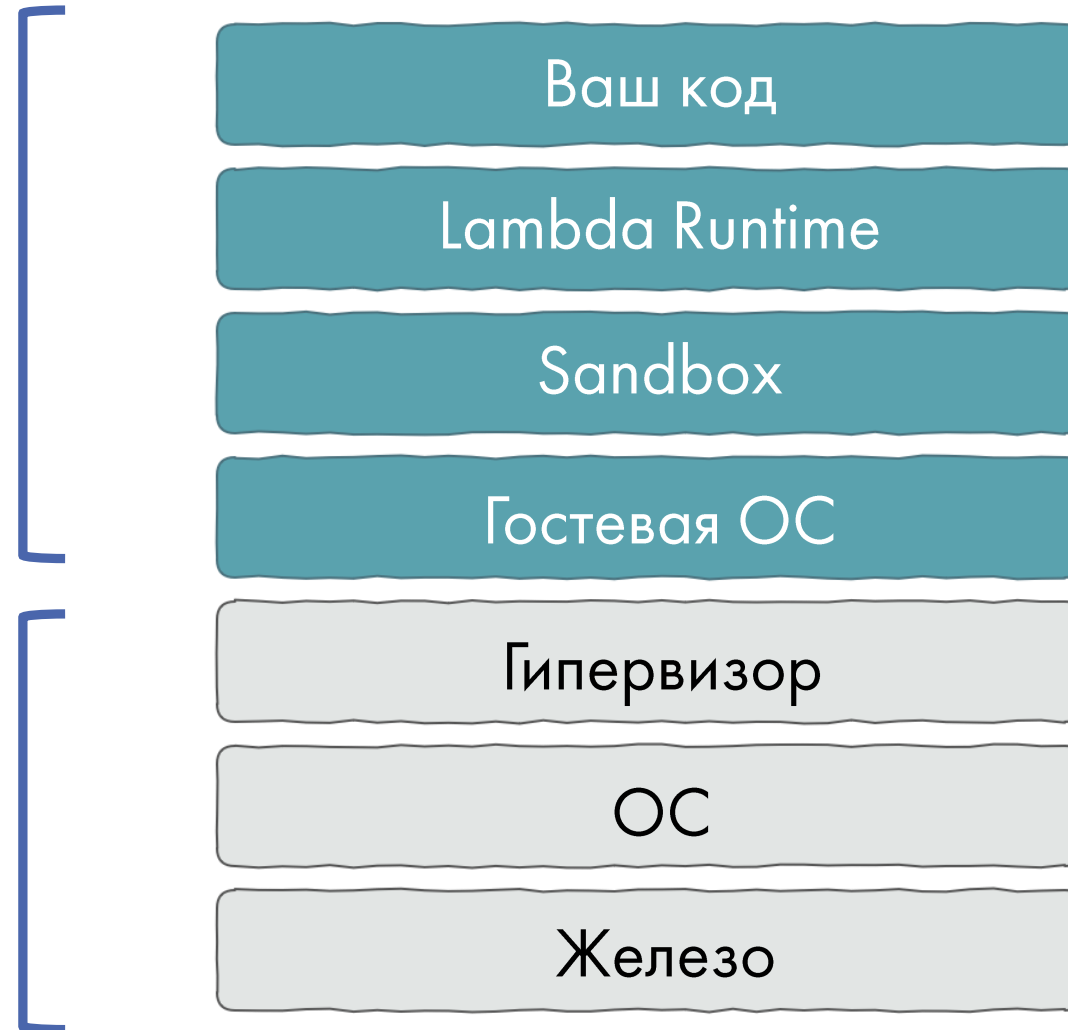 Ваш код
Lambda Runtime
Sandbox
Гостевая ОС
Гипервизор
ОС
Железо